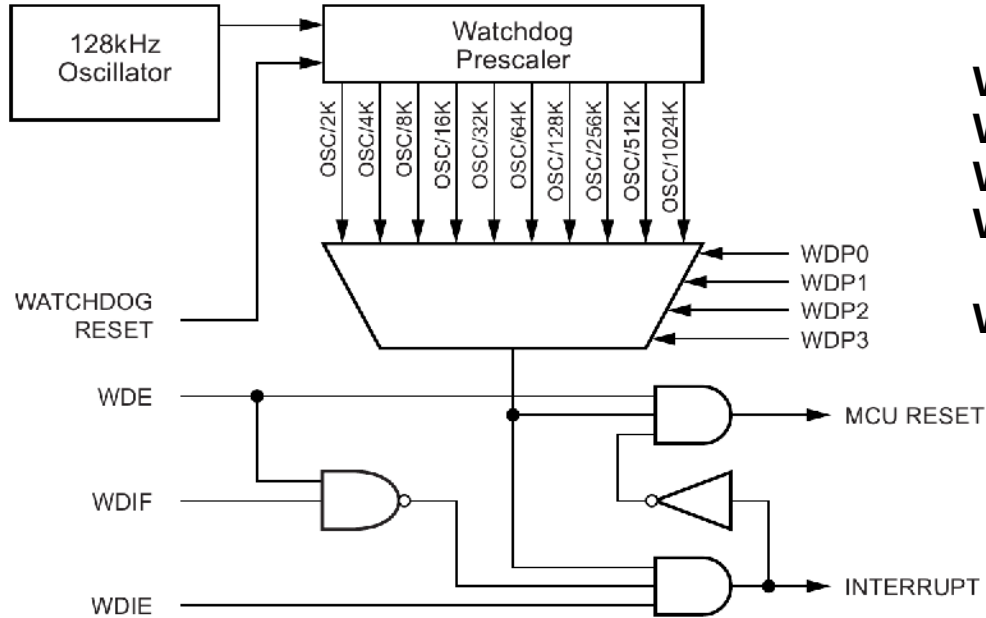 128kHz
Oscillator
Watchdog
Prescaler
OSC/2K
OSC/4K
OSC/8K
OSC/16K
OSC/32K
OSC/64K
OSC/128K
OSC/256K
OSC/512K
OSC/1024K
WDP0
WDP1
WDP2
WDP3
WATCHDOG
RESET
WDE
MCU RESET
WDIF
INTERRUPT
WDIE